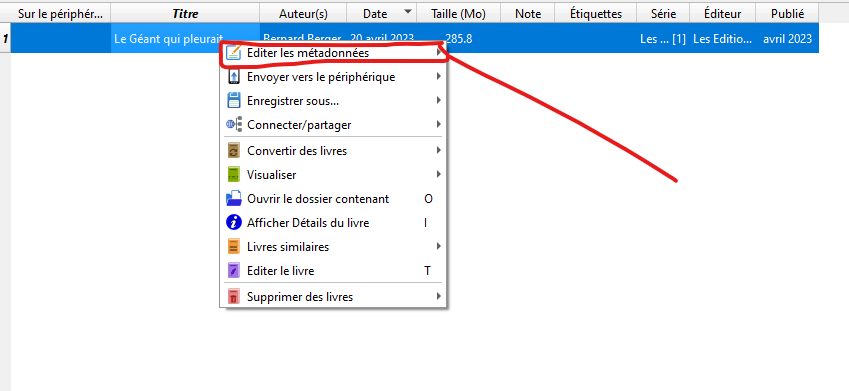 Sur le périphér... Titre Auteur(s) Date Taille (Mo) Note Étiquettes Série Éditeur Publié
1 Le Géant qui pleurait Bernard Berger 20 avril 2023 285.8 Les ... [1] Les Editio... avril 2023
Editer les métadonnées
Envoyer vers le périphérique
Enregistrer sous...
Connecter/partager
Convertir des livres
Visualiser
Ouvrir le dossier contenant O
Afficher Détails du livre I
Livres similaires
Editer le livre T
Supprimer des livres